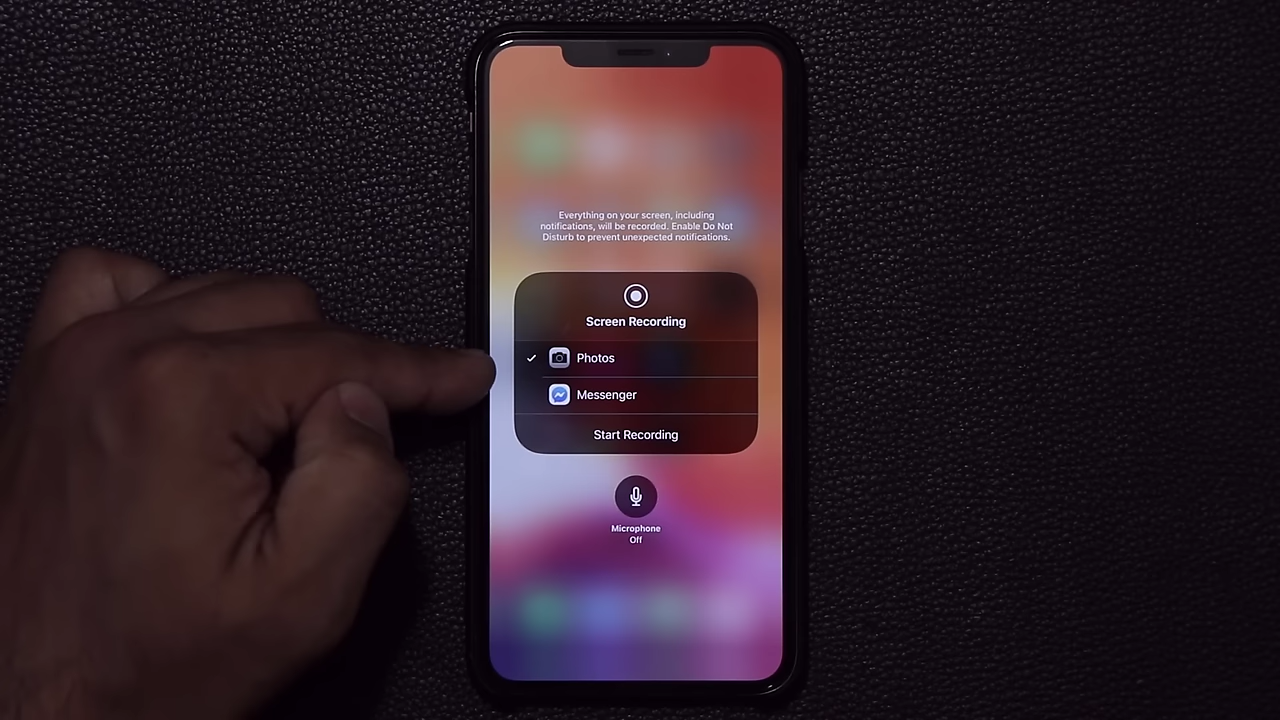 Everything on your screen, including
notifications, will be recorded. Enable Do Not
Disturb to prevent unexpected notifications.
Screen Recording
Photos
Messenger
Start Recording
Microphone
Off